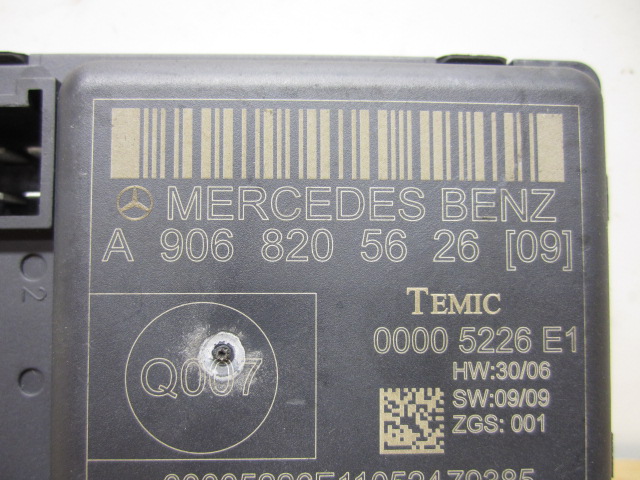 MERCEDES BENZ
A 906 820 56 26 [09]
TEMIC
0000 5226 E1
HW:30/06
SW:09/09
ZGS: 001
Q007
2